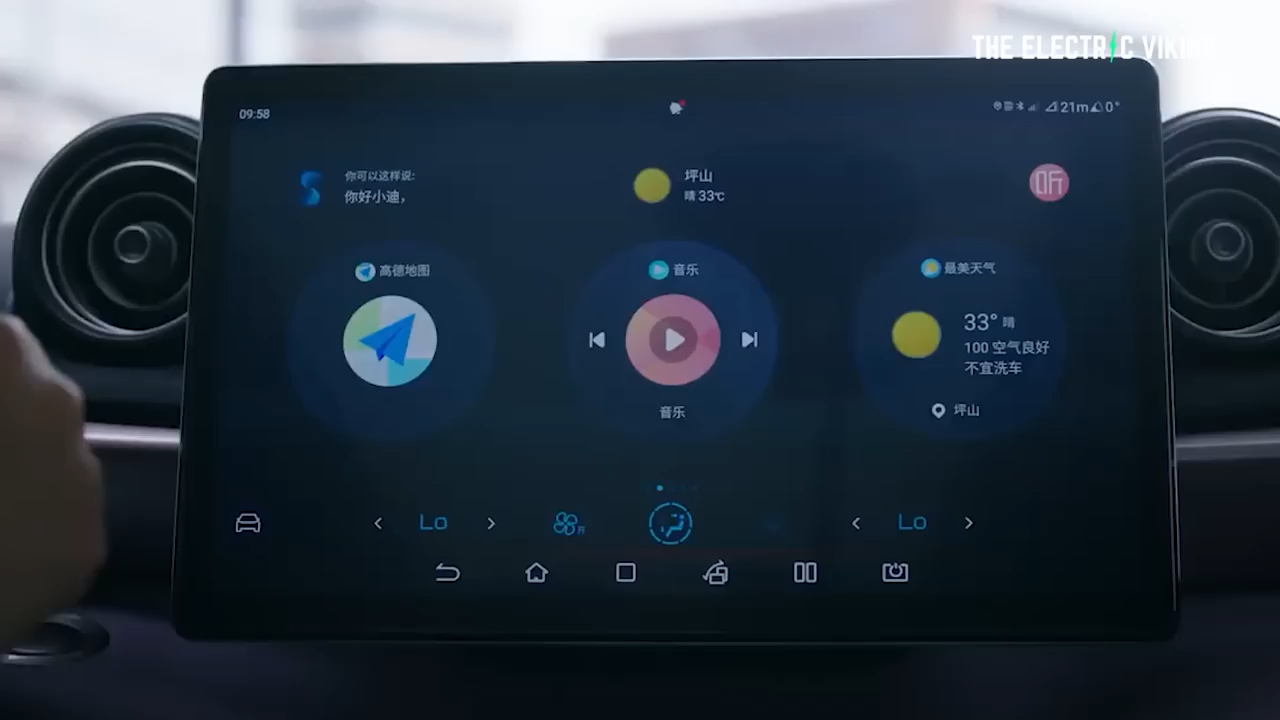 THE ELECTRIC VIKING
09:58
21m
0°
你可以这样说:
你好小迪，
坪山
晴 33℃
听
高德地图
音乐
音乐
最美天气
33° 晴
100 空气良好
不宜洗车
坪山
Lo
开
Lo